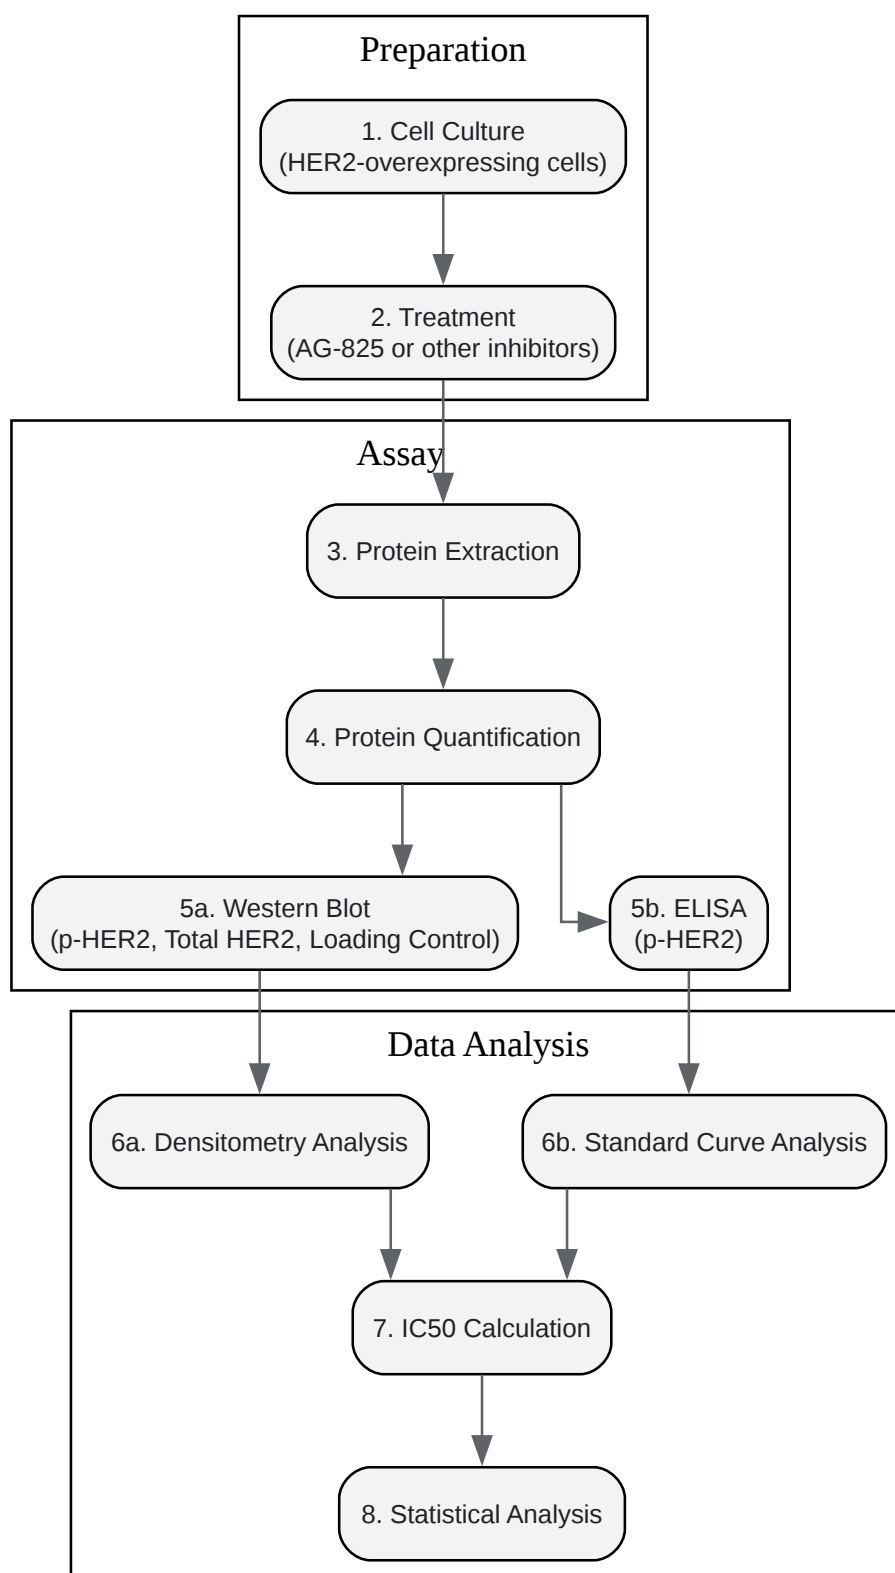 Preparation
1. Cell Culture
(HER2-overexpressing cells)
2. Treatment
(AG-825 or other inhibitors)
Assay
3. Protein Extraction
4. Protein Quantification
5a. Western Blot
(p-HER2, Total HER2, Loading Control)
5b. ELISA
(p-HER2)
Data Analysis
6a. Densitometry Analysis
6b. Standard Curve Analysis
7. IC50 Calculation
8. Statistical Analysis